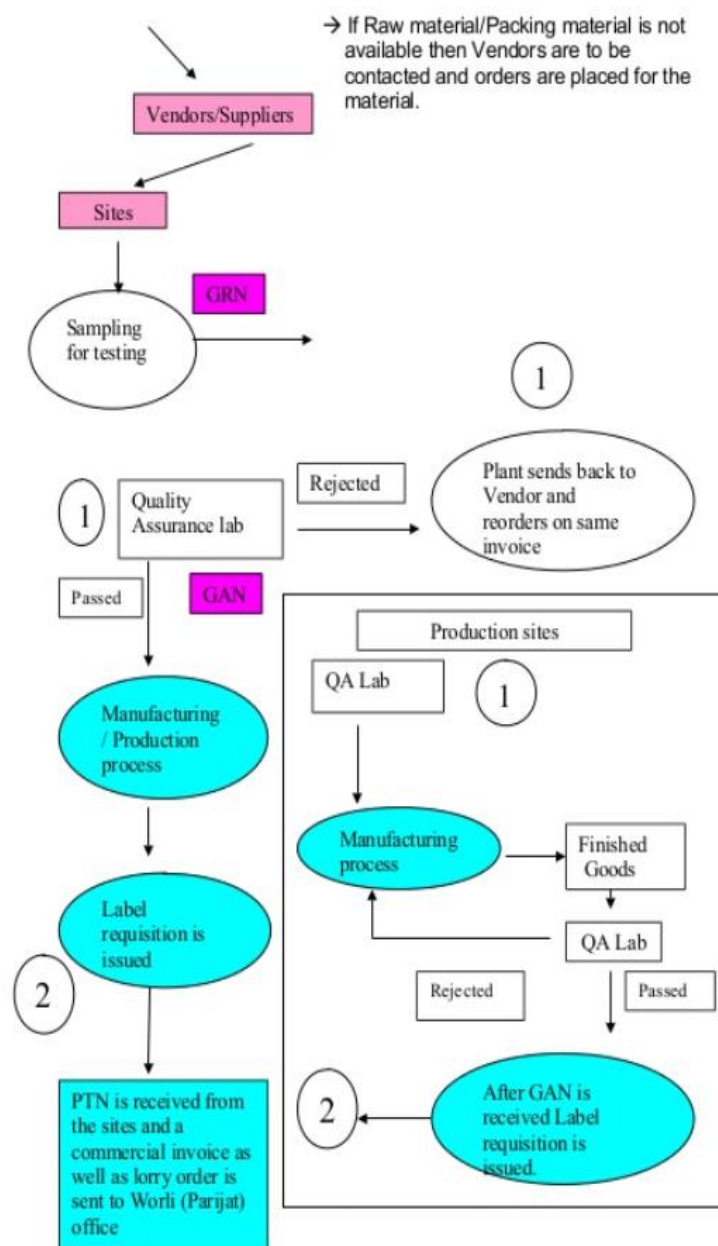 → If Raw material/Packing material is not
available then Vendors are to be
contacted and orders are placed for the
material.
Vendors/Suppliers
Sites
GRN
Sampling
for testing
1
Plant sends back to
Vendor and
reorders on same
invoice
Rejected
1
Quality
Assurance lab
Passed
GAN
Manufacturing
/ Production
process
Label
requisition is
issued
2
PTN is received from
the sites and a
commercial invoice as
well as lorry order is
sent to Worli (Parijat)
office
Production sites
QA Lab
1
Manufacturing
process
Finished
Goods
QA Lab
Rejected
Passed
2
After GAN is
received Label
requisition is
issued.